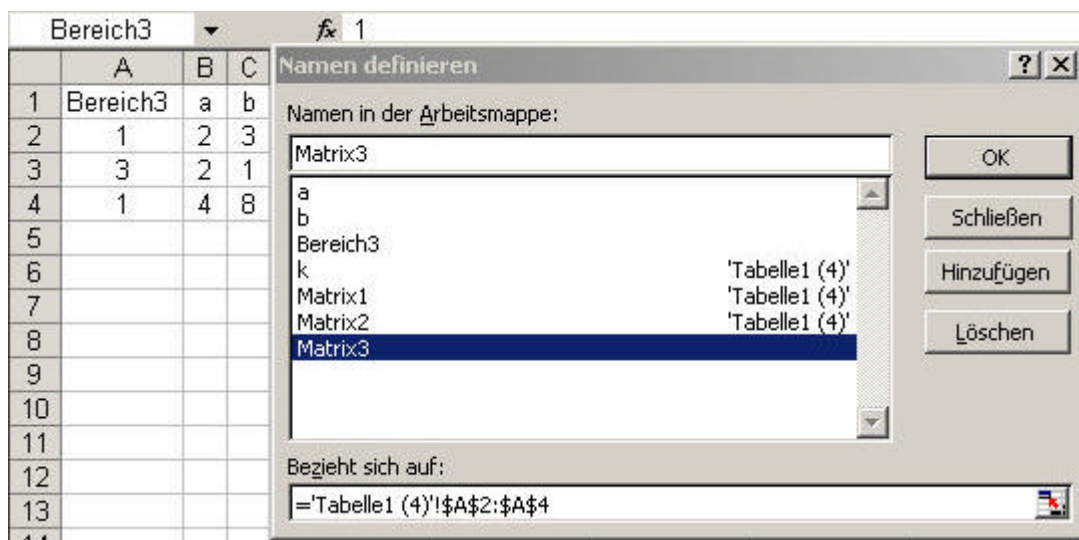 Bereich3 fx 1
A B C
1 Bereich3 a b
2 1 2 3
3 3 2 1
4 1 4 8
5
6
7
8
9
10
11
12
13
Namen definieren
Namen in der Arbeitsmappe:
Matrix3
OK
a
b
Bereich3
k 'Tabelle1 (4)'
Matrix1 'Tabelle1 (4)'
Matrix2 'Tabelle1 (4)'
Matrix3
Schließen
Hinzufügen
Löschen
Bezieht sich auf:
='Tabelle1 (4)'!$A$2:$A$4